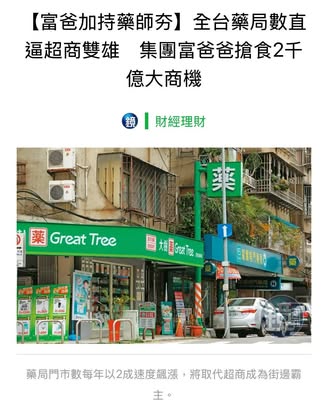 【富爸加持藥師夯】全台藥局數直
逼超商雙雄　集團富爸爸搶食2千
億大商機
財經理財
藥
藥 Great Tree
大樹 Great Tree
藥局門市數每年以2成速度飆漲，將取代超商成為街邊霸
主。